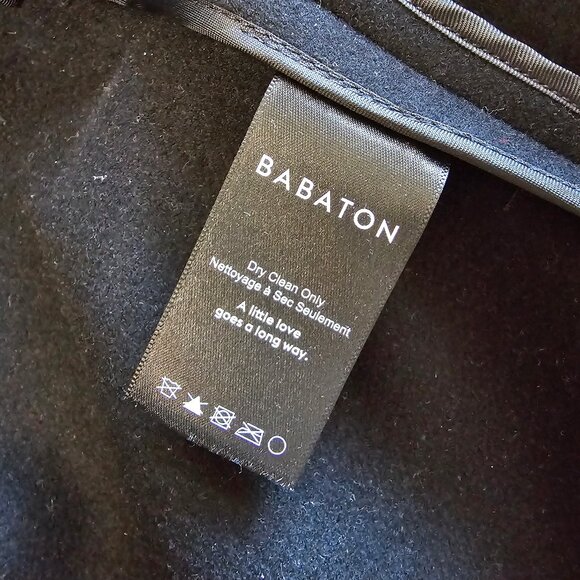 BABATON
Dry Clean Only
Nettoyage à Sec Seulement
A little love
goes a long way.